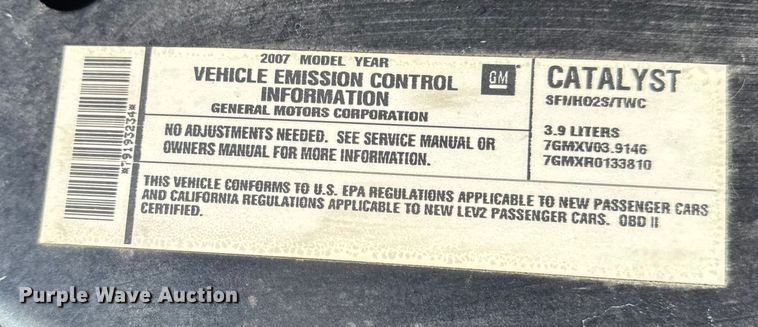 *79193234*
2007 MODEL YEAR
VEHICLE EMISSION CONTROL
INFORMATION
GENERAL MOTORS CORPORATION
GM
NO ADJUSTMENTS NEEDED. SEE SERVICE MANUAL OR
OWNERS MANUAL FOR MORE INFORMATION.
CATALYST
SFI/HO2S/TWC
3.9 LITERS
7GMXV03.9146
7GMXR0133810
THIS VEHICLE CONFORMS TO U.S. EPA REGULATIONS APPLICABLE TO NEW PASSENGER CARS
AND CALIFORNIA REGULATIONS APPLICABLE TO NEW LEV2 PASSENGER CARS. OBD II
CERTIFIED.
Purple Wave Auction